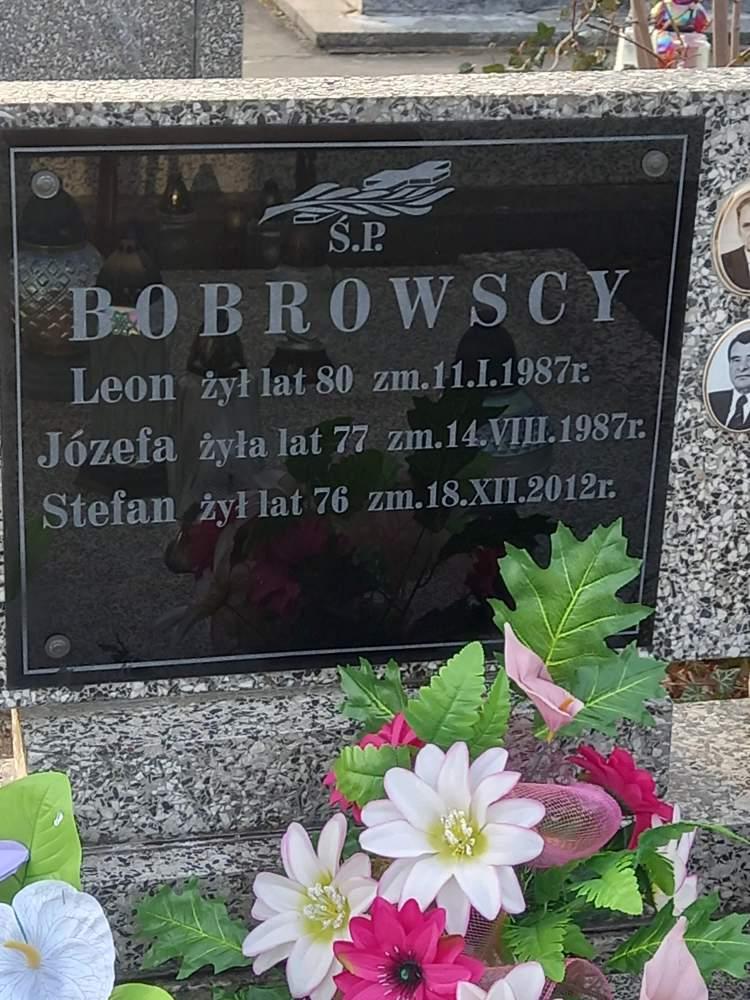 Ś.P.
BOBROWSCY
Leon żył lat 80 zm.11.I.1987r.
Józefa żyła lat 77 zm.14.VIII.1987r.
Stefan żył lat 76 zm.18.XII.2012r.